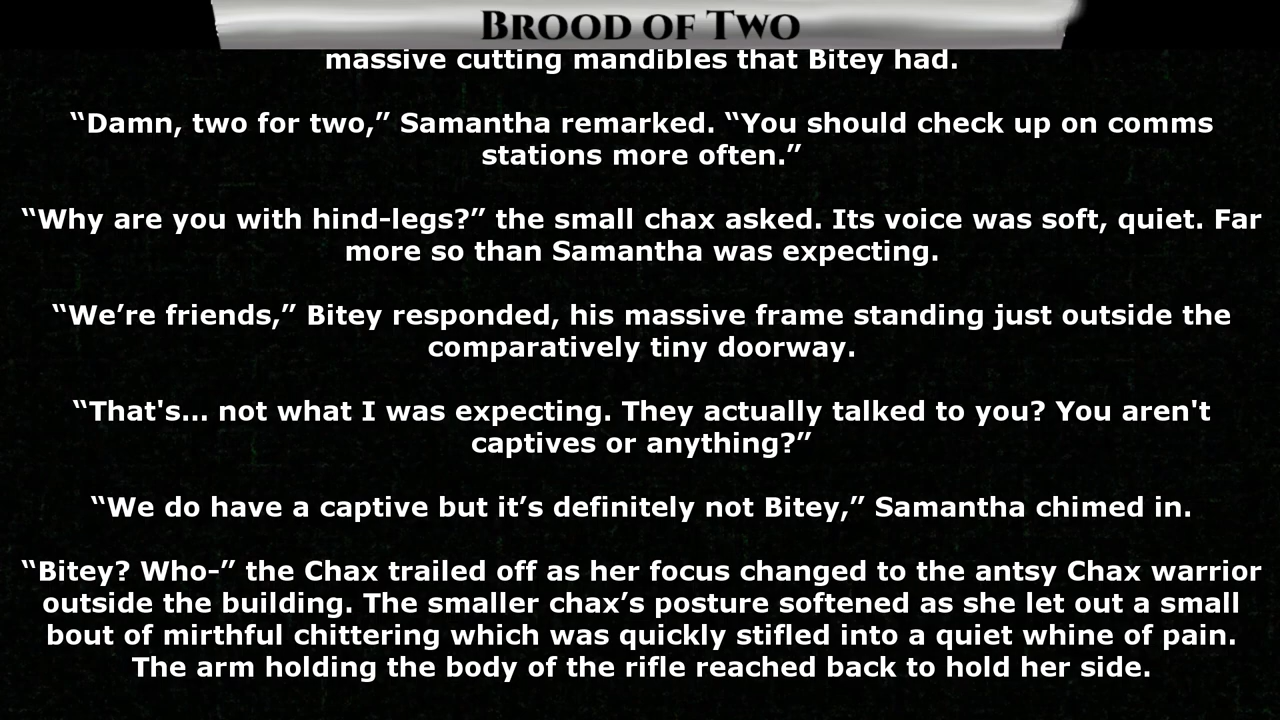 Brood of Two
massive cutting mandibles that Bitey had.
“Damn, two for two,” Samantha remarked. “You should check up on comms
stations more often.”
“Why are you with hind-legs?” the small chax asked. Its voice was soft, quiet. Far
more so than Samantha was expecting.
“We’re friends,” Bitey responded, his massive frame standing just outside the
comparatively tiny doorway.
“That's... not what I was expecting. They actually talked to you? You aren't
captives or anything?”
“We do have a captive but it’s definitely not Bitey,” Samantha chimed in.
“Bitey? Who-” the Chax trailed off as her focus changed to the antsy Chax warrior
outside the building. The smaller chax’s posture softened as she let out a small
bout of mirthful chittering which was quickly stifled into a quiet whine of pain.
The arm holding the body of the rifle reached back to hold her side.